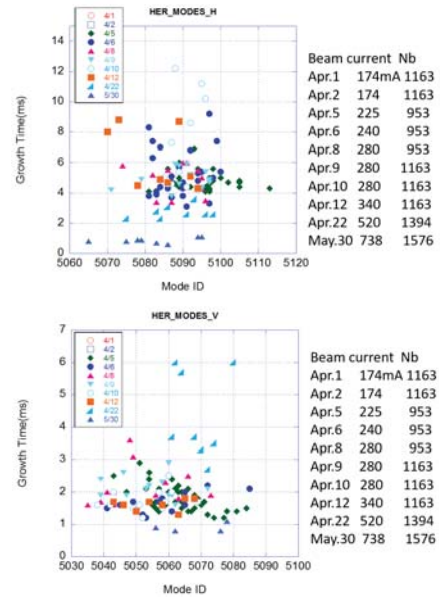 HER_MODES_H
14
12
10
8
6
4
2
0
Growth Time(ms)
4/1
4/2
4/5
4/6
4/8
4/9
4/10
4/12
4/22
5/30
5060 5070 5080 5090 5100 5110 5120
Mode ID
Beam current Nb
Apr.1 174mA 1163
Apr.2 174 1163
Apr.5 225 953
Apr.6 240 953
Apr.8 280 953
Apr.9 280 1163
Apr.10 280 1163
Apr.12 340 1163
Apr.22 520 1394
May.30 738 1576
HER_MODES_V
7
6
5
4
3
2
1
0
Growth Time(ms)
4/1
4/2
4/5
4/6
4/8
4/9
4/10
4/12
4/22
5/30
5030 5040 5050 5060 5070 5080 5090 5100
Mode ID
Beam current Nb
Apr.1 174mA 1163
Apr.2 174 1163
Apr.5 225 953
Apr.6 240 953
Apr.8 280 953
Apr.9 280 1163
Apr.10 280 1163
Apr.12 340 1163
Apr.22 520 1394
May.30 738 1576